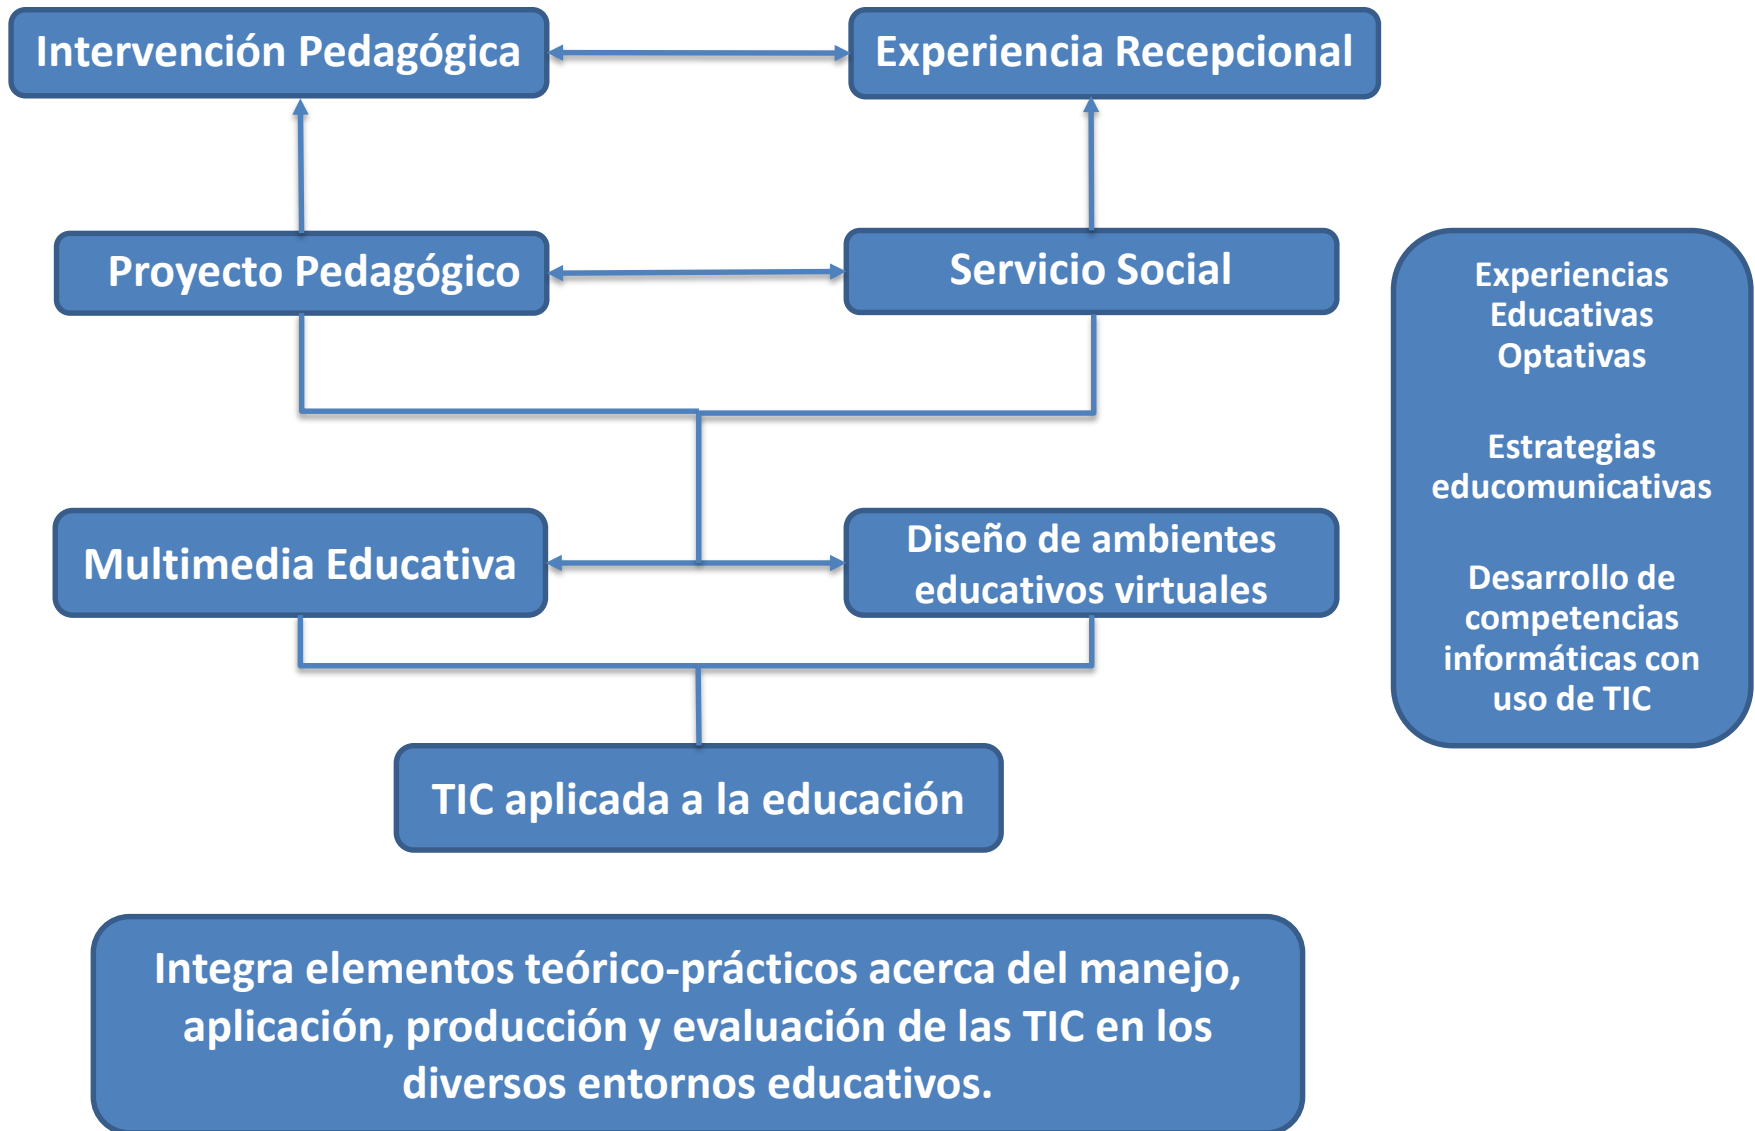 Intervención Pedagógica
Experiencia Recepcional
Proyecto Pedagógico
Servicio Social
Multimedia Educativa
Diseño de ambientes
educativos virtuales
TIC aplicada a la educación
Experiencias
Educativas
Optativas
Estrategias
educomunicativas
Desarrollo de
competencias
informáticas con
uso de TIC
Integra elementos teórico-prácticos acerca del manejo,
aplicación, producción y evaluación de las TIC en los
diversos entornos educativos.